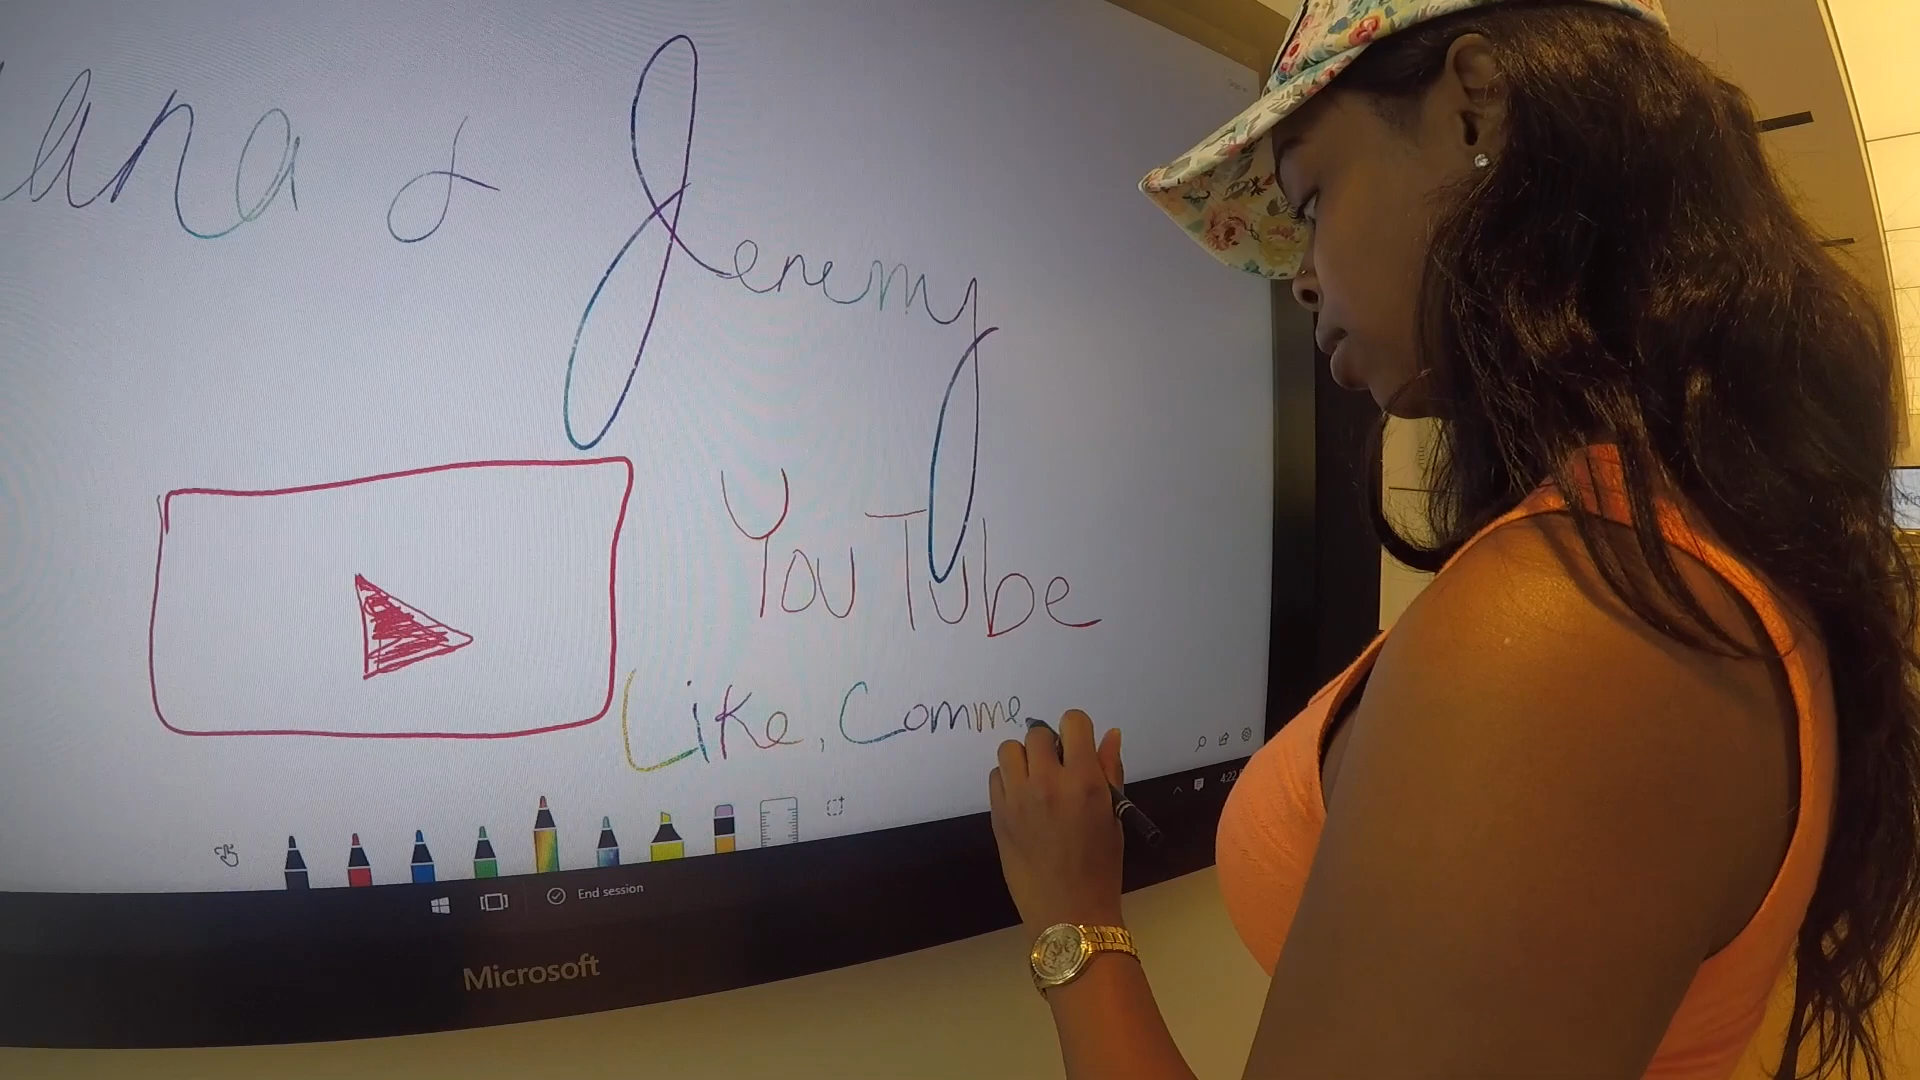 ana & Jeremy
YouTube
Like, Comme
End session
Microsoft